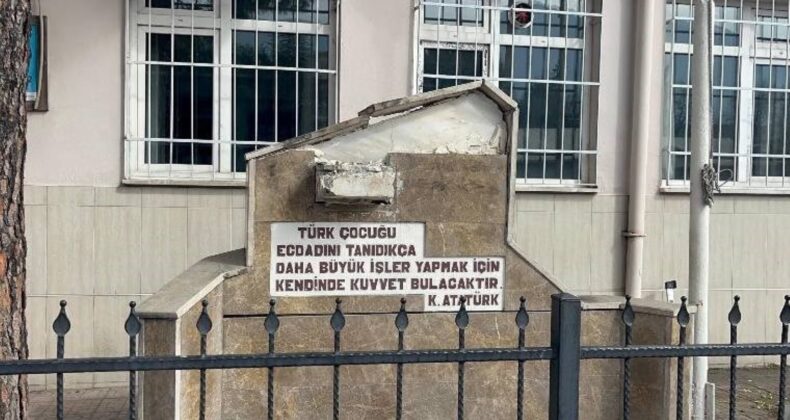 TÜRK ÇOCUĞU
ECDADINI TANIDIKÇA
DAHA BÜYÜK İŞLER YAPMAK İÇİN
KENDİNDE KUVVET BULACAKTIR.
K. ATATÜRK